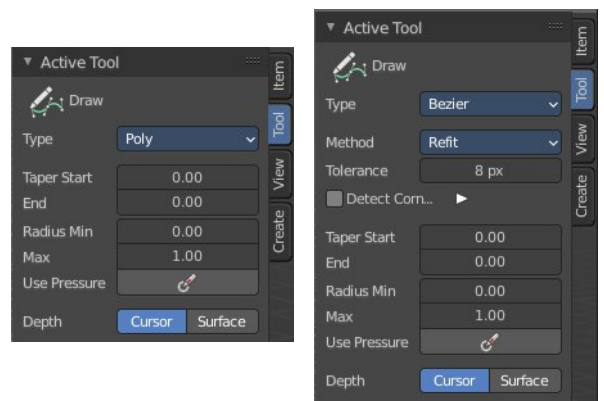 Active Tool
Draw
Type Poly
Taper Start 0.00
End 0.00
Radius Min 0.00
Max 1.00
Use Pressure
Depth Cursor Surface
Item
Tool
View
Create
Active Tool
Draw
Type Bezier
Method Refit
Tolerance 8 px
Detect Corn...
Taper Start 0.00
End 0.00
Radius Min 0.00
Max 1.00
Use Pressure
Depth Cursor Surface
Item
Tool
View
Create